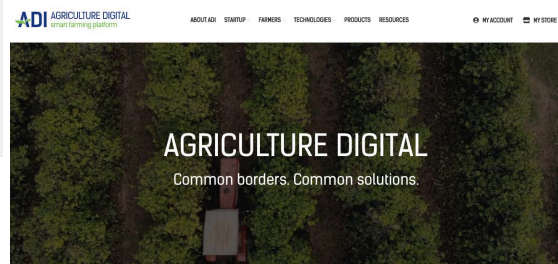 ADI AGRICULTURE DIGITAL
smart farming platform
ABOUT ADI STARTUP FARMERS TECHNOLOGIES PRODUCTS RESOURCES
MY ACCOUNT MY STORE
AGRICULTURE DIGITAL
Common borders. Common solutions.